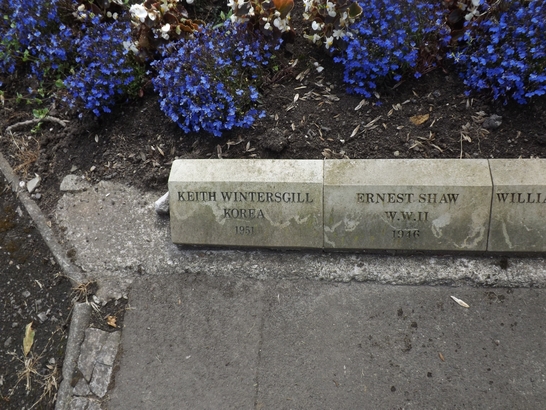 KEITH WINTERSGILL
KOREA
1951
ERNEST SHAW
W.W.II
1946